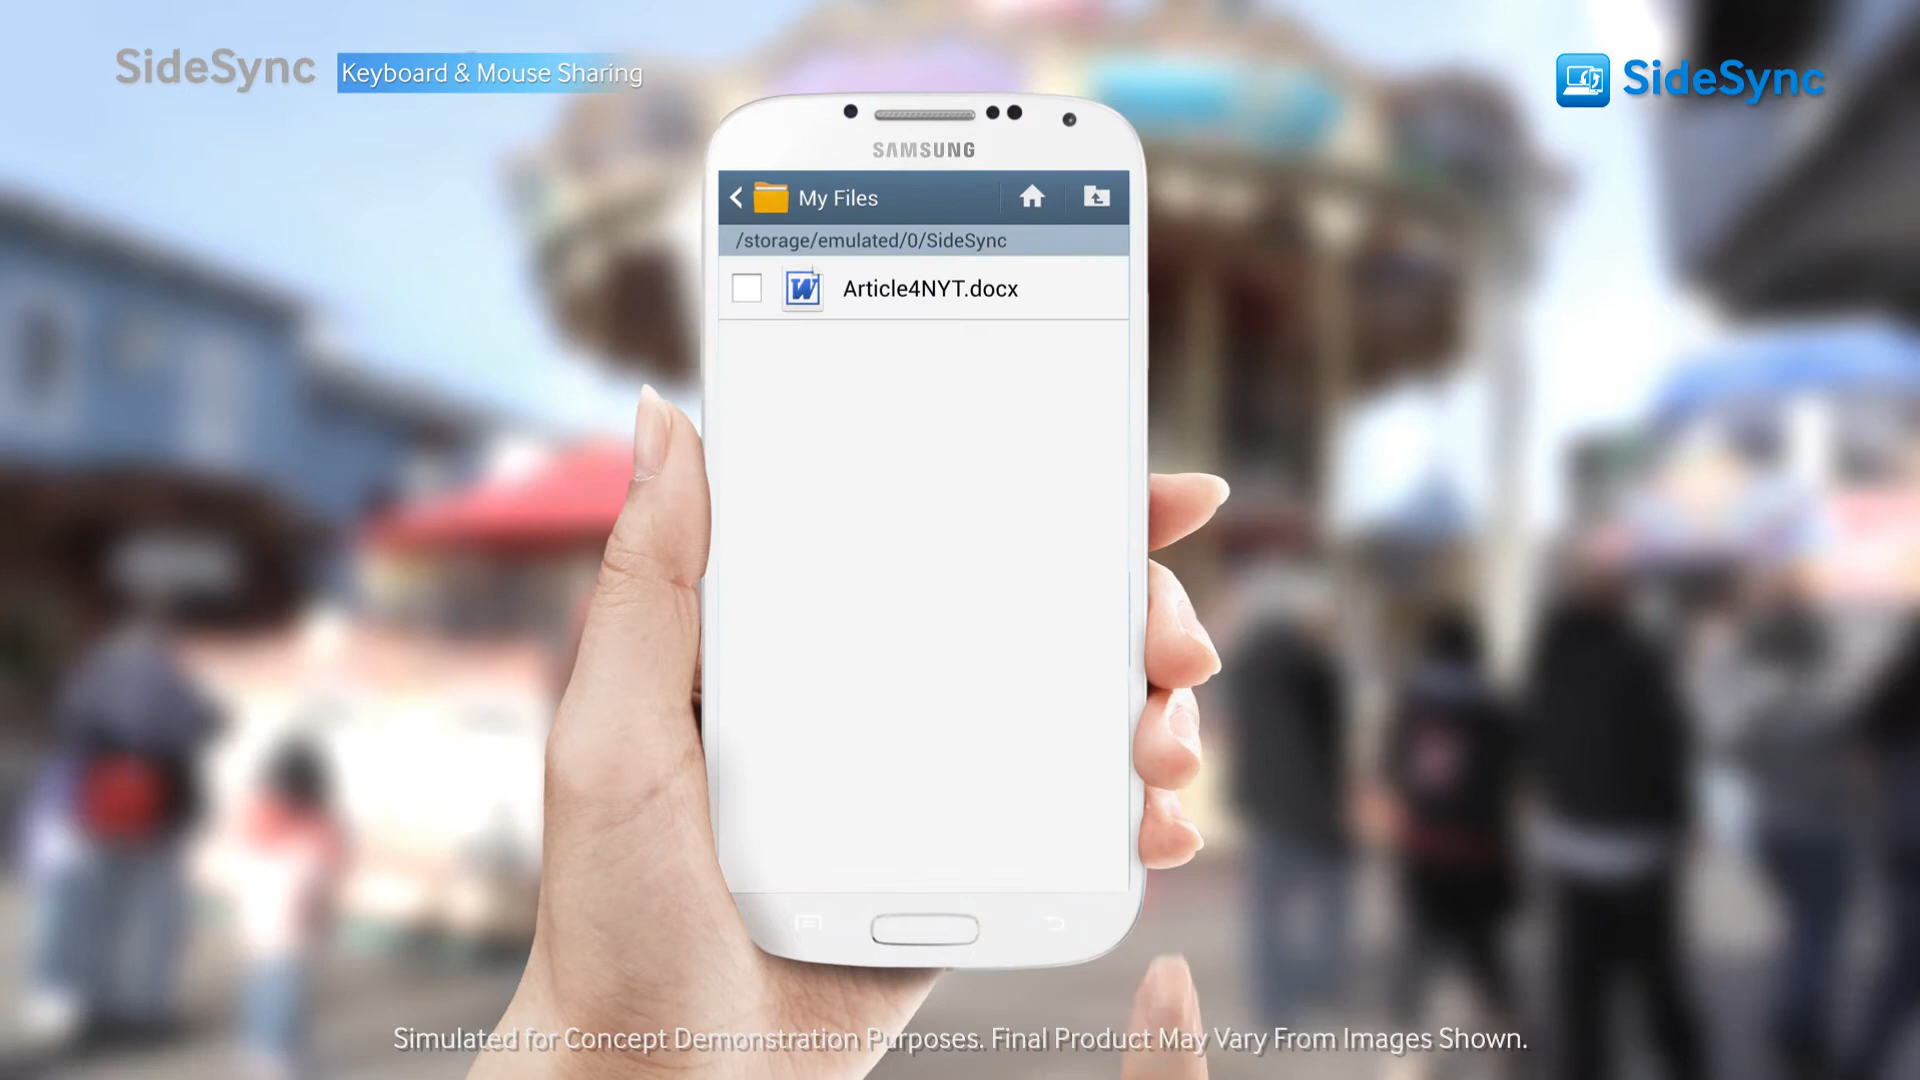 SideSync Keyboard & Mouse Sharing
SideSync
SAMSUNG
My Files
/storage/emulated/0/SideSync
Article4NYT.docx
Simulated for Concept Demonstration Purposes. Final Product May Vary From Images Shown.